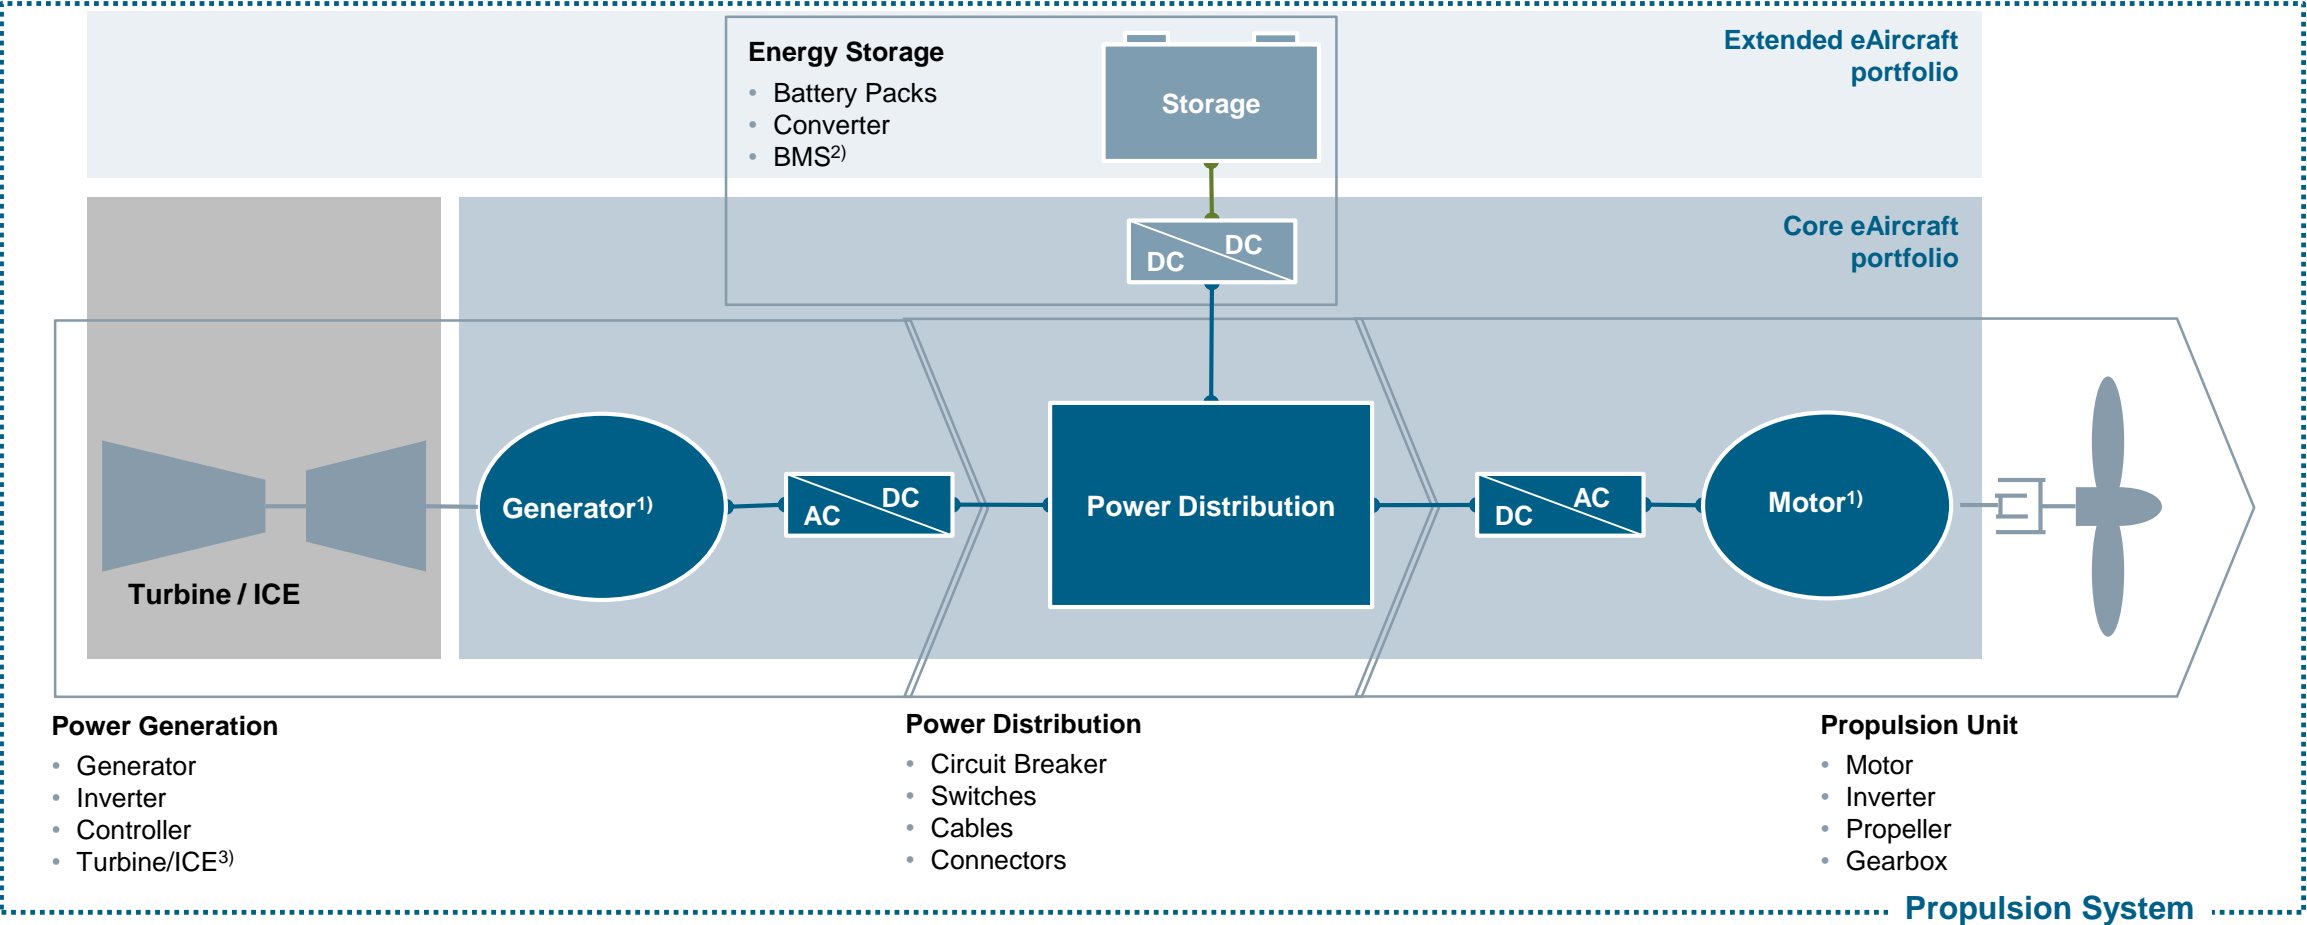 Energy Storage
• Battery Packs
• Converter
• BMS2)
Storage
Extended eAircraft
portfolio
Core eAircraft
portfolio
DC
DC
Turbine / ICE
Generator1)
AC
DC
Power Distribution
DC
AC
Motor1)
Power Generation
• Generator
• Inverter
• Controller
• Turbine/ICE3)
Power Distribution
• Circuit Breaker
• Switches
• Cables
• Connectors
Propulsion Unit
• Motor
• Inverter
• Propeller
• Gearbox
Propulsion System